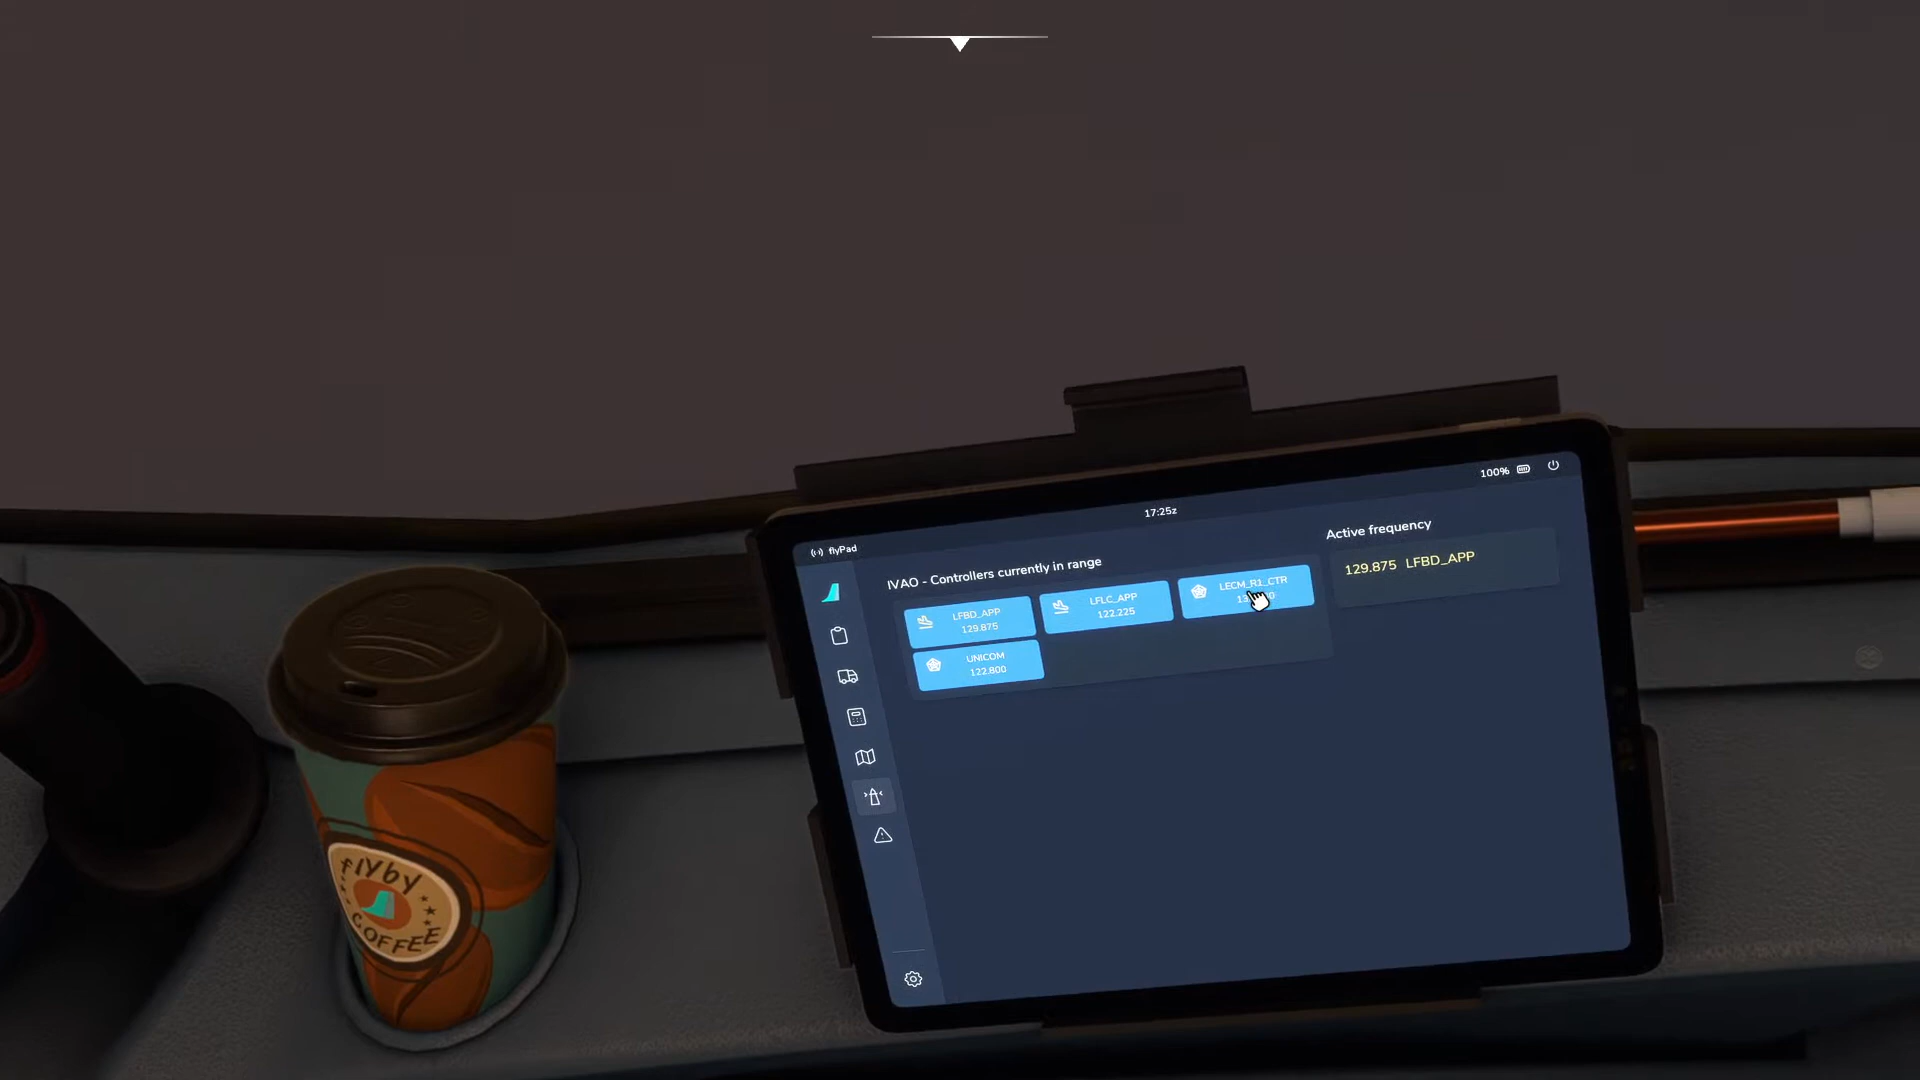 100%
17:25z
flyPad
Active frequency
IVAO - Controllers currently in range
129.875 LFBD_APP
LFBD_APP
129.875
LFLC_APP
122.225
LECM_R1_CTR
UNICOM
122.800
flyby
COFFEE